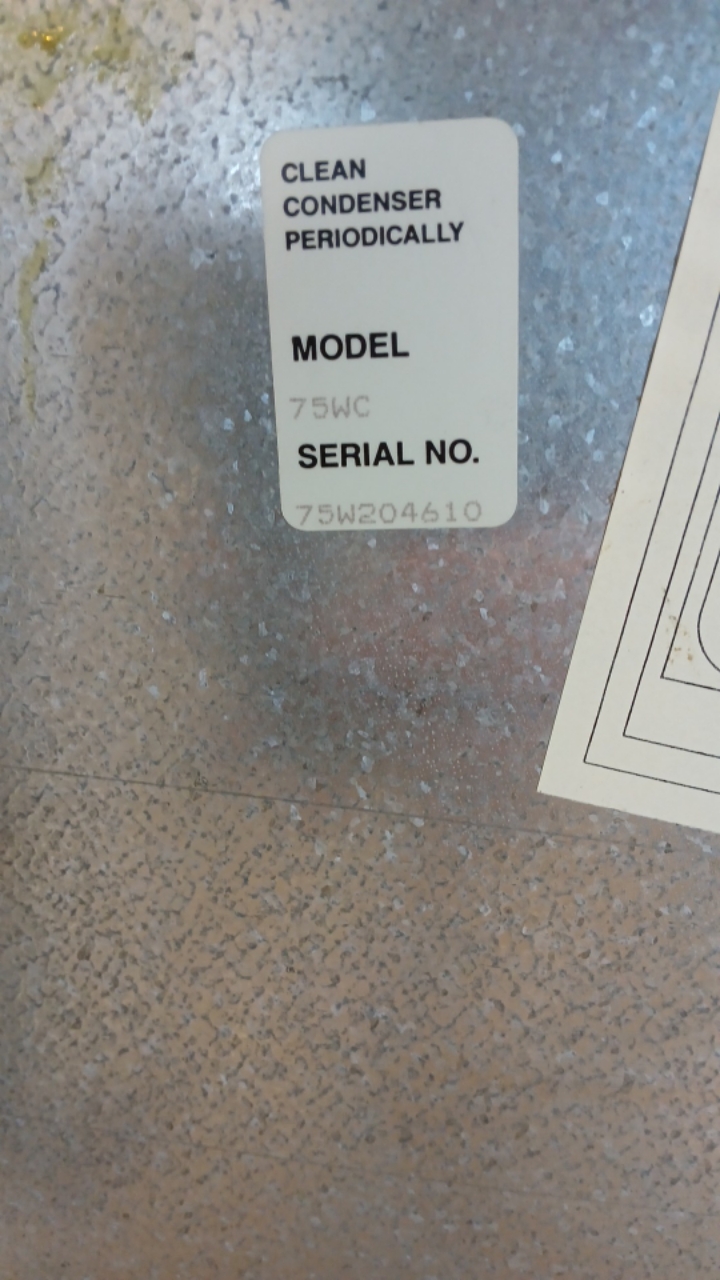 CLEAN
CONDENSER
PERIODICALLY
MODEL
75WC
SERIAL NO.
75W204610